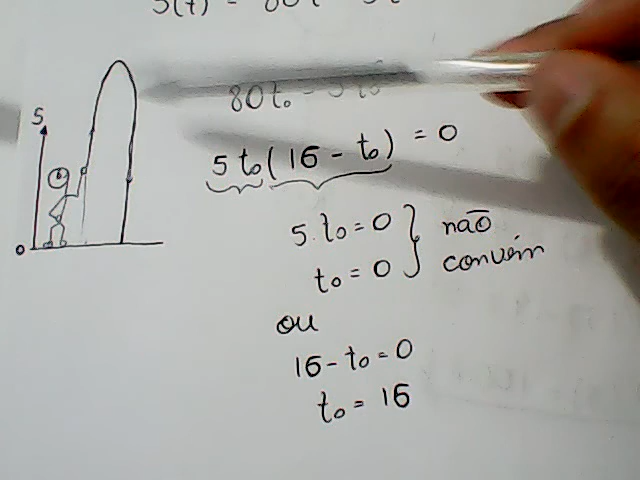 S
0
80t₀ - 5t₀²
5t₀(16 - t₀) = 0
5.t₀ = 0
não
t₀ = 0
convém
ou
16 - t₀ = 0
t₀ = 16